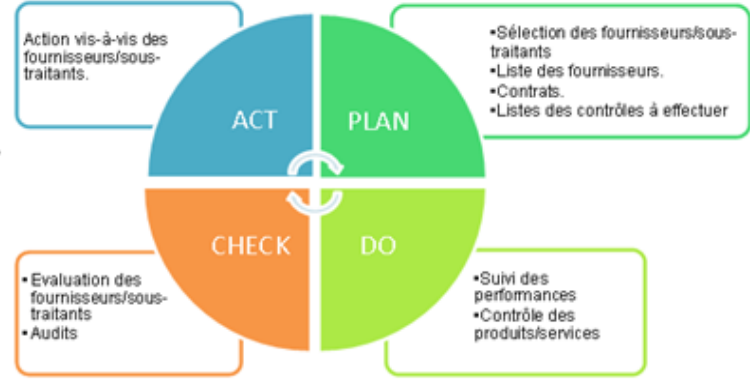 Action vis-à-vis des
fournisseurs/sous-
traitants.
ACT
PLAN
•Sélection des fournisseurs/sous-
traitants
•Liste des fournisseurs.
•Contrats.
•Listes des contrôles à effectuer
CHECK
DO
• Evaluation des
fournisseurs/sous-
traitants
• Audits
•Suivi des
performances
•Contrôle des
produits/services